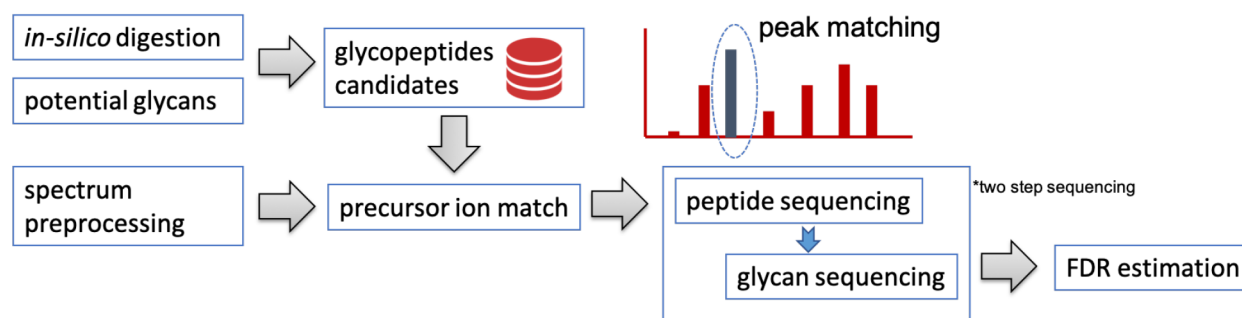 in-silico digestion
potential glycans
glycopeptides
candidates
peak matching
spectrum
preprocessing
precursor ion match
peptide sequencing
*two step sequencing
glycan sequencing
FDR estimation